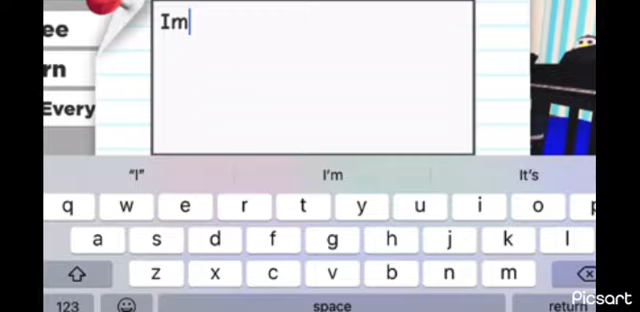 Im
ee
rn
Every
"I" I'm It's
q w e r t y u i o p
a s d f g h j k l
z x c v b n m
123 space return
Picsart